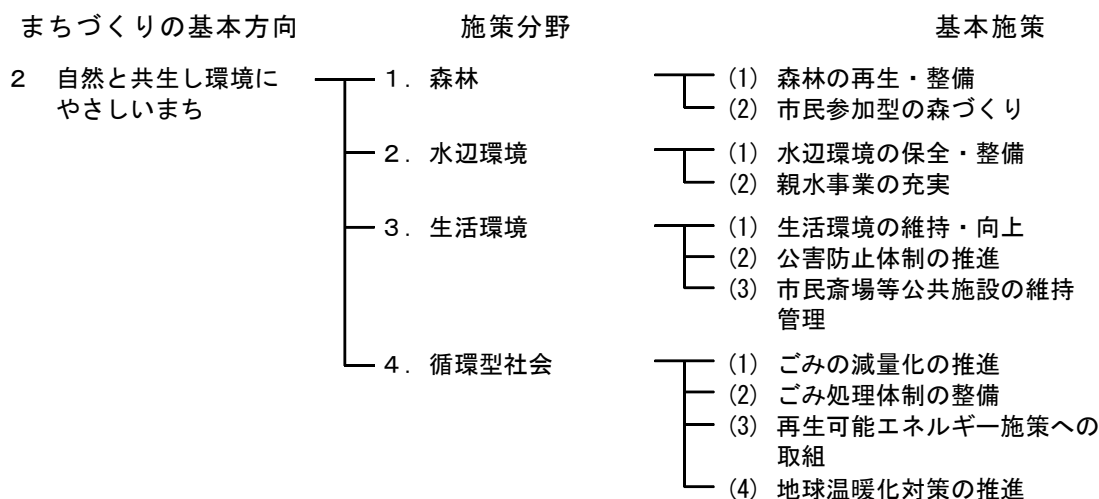 まちづくりの基本方向　施策分野　基本施策
２　自然と共生し環境に　１．森林　(1) 森林の再生・整備
やさしいまち　(2) 市民参加型の森づくり
２．水辺環境　(1) 水辺環境の保全・整備
(2) 親水事業の充実
３．生活環境　(1) 生活環境の維持・向上
(2) 公害防止体制の推進
(3) 市民斎場等公共施設の維持
管理
４．循環型社会　(1) ごみの減量化の推進
(2) ごみ処理体制の整備
(3) 再生可能エネルギー施策への
取組
(4) 地球温暖化対策の推進